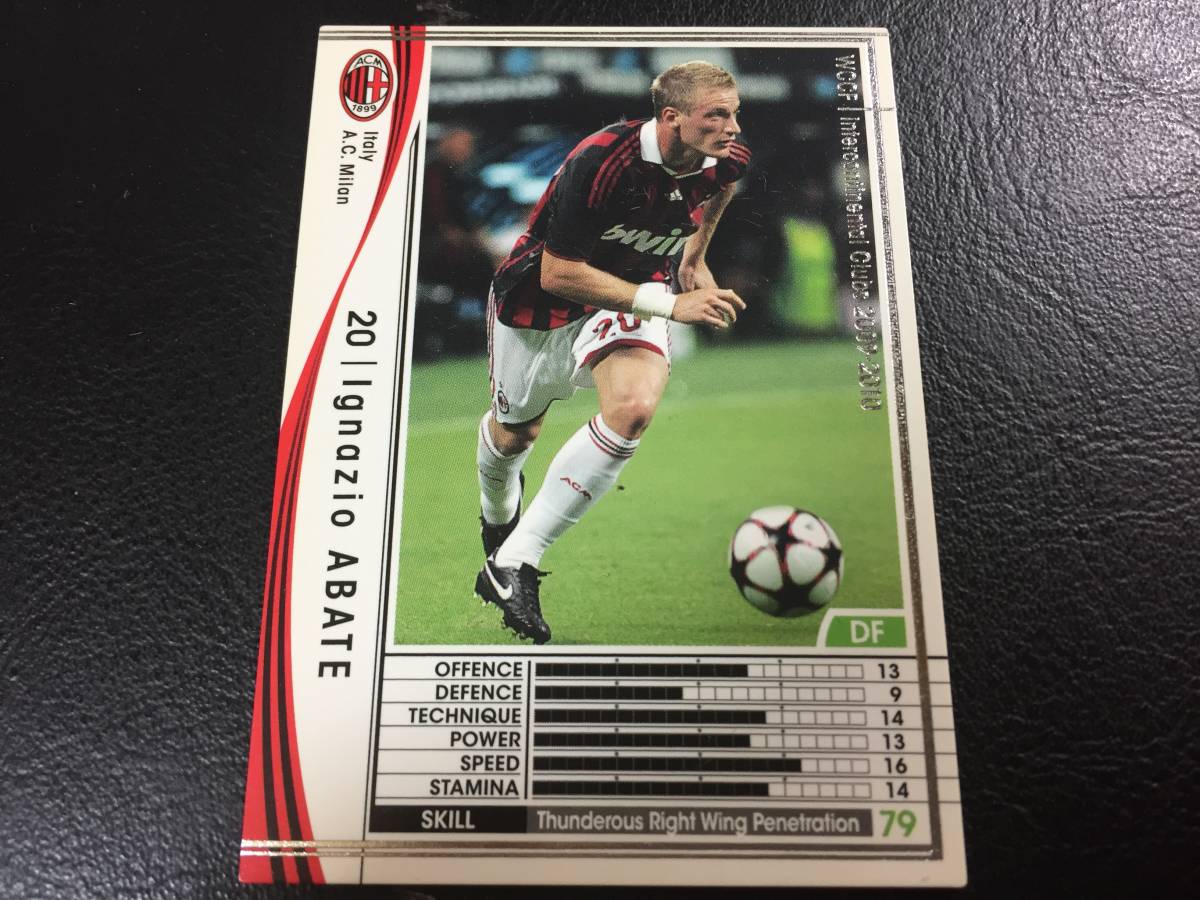 ACM
1899
Italy
A.C. Milan
20 | Ignazio ABATE
WCCF | Intercontinental Clubs 2009-2010
bwin
20
ACM
DF
OFFENCE 13
DEFENCE 9
TECHNIQUE 14
POWER 13
SPEED 16
STAMINA 14
SKILL Thunderous Right Wing Penetration 79